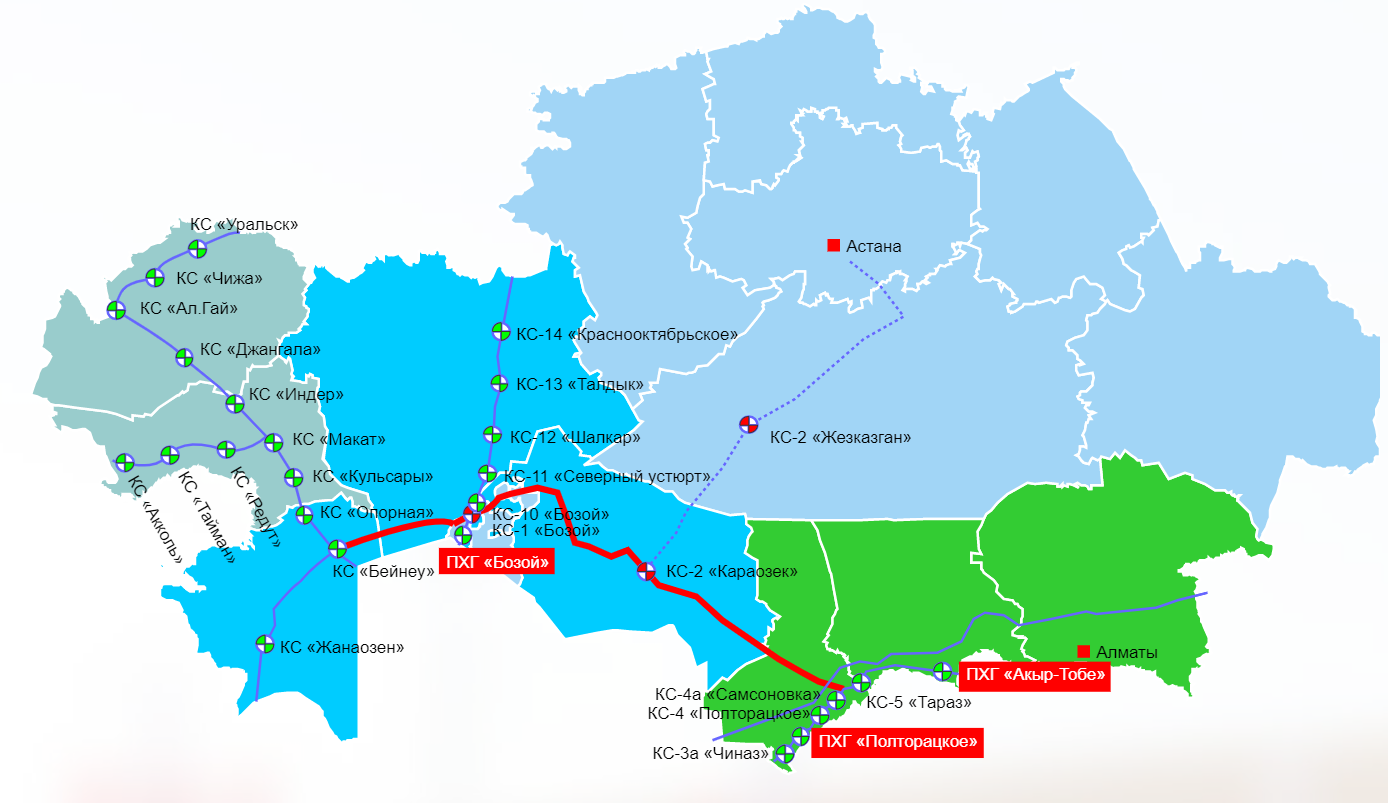 КС «Уральск»
Астана
КС «Чижа»
КС «Ал.Гай»
КС-14 «Краснооктябрьское»
КС «Джангала»
КС-13 «Талдык»
КС «Индер»
КС «Макат»
КС-12 «Шалкар»
КС-2 «Жезказган»
КС «Кульсары»
КС-11 «Северный устюрт»
КС «Акколь»
КС «Тайман»
КС «Редут»
КС «Опорная»
КС-10 «Бозой»
КС-1 «Бозой»
ПХГ «Бозой»
КС «Бейнеу»
КС-2 «Караозек»
КС «Жанаозен»
Алматы
ПХГ «Акыр-Тобе»
КС-4а «Самсоновка»
КС-5 «Тараз»
КС-4 «Полторацкое»
ПХГ «Полторацкое»
КС-3а «Чиназ»